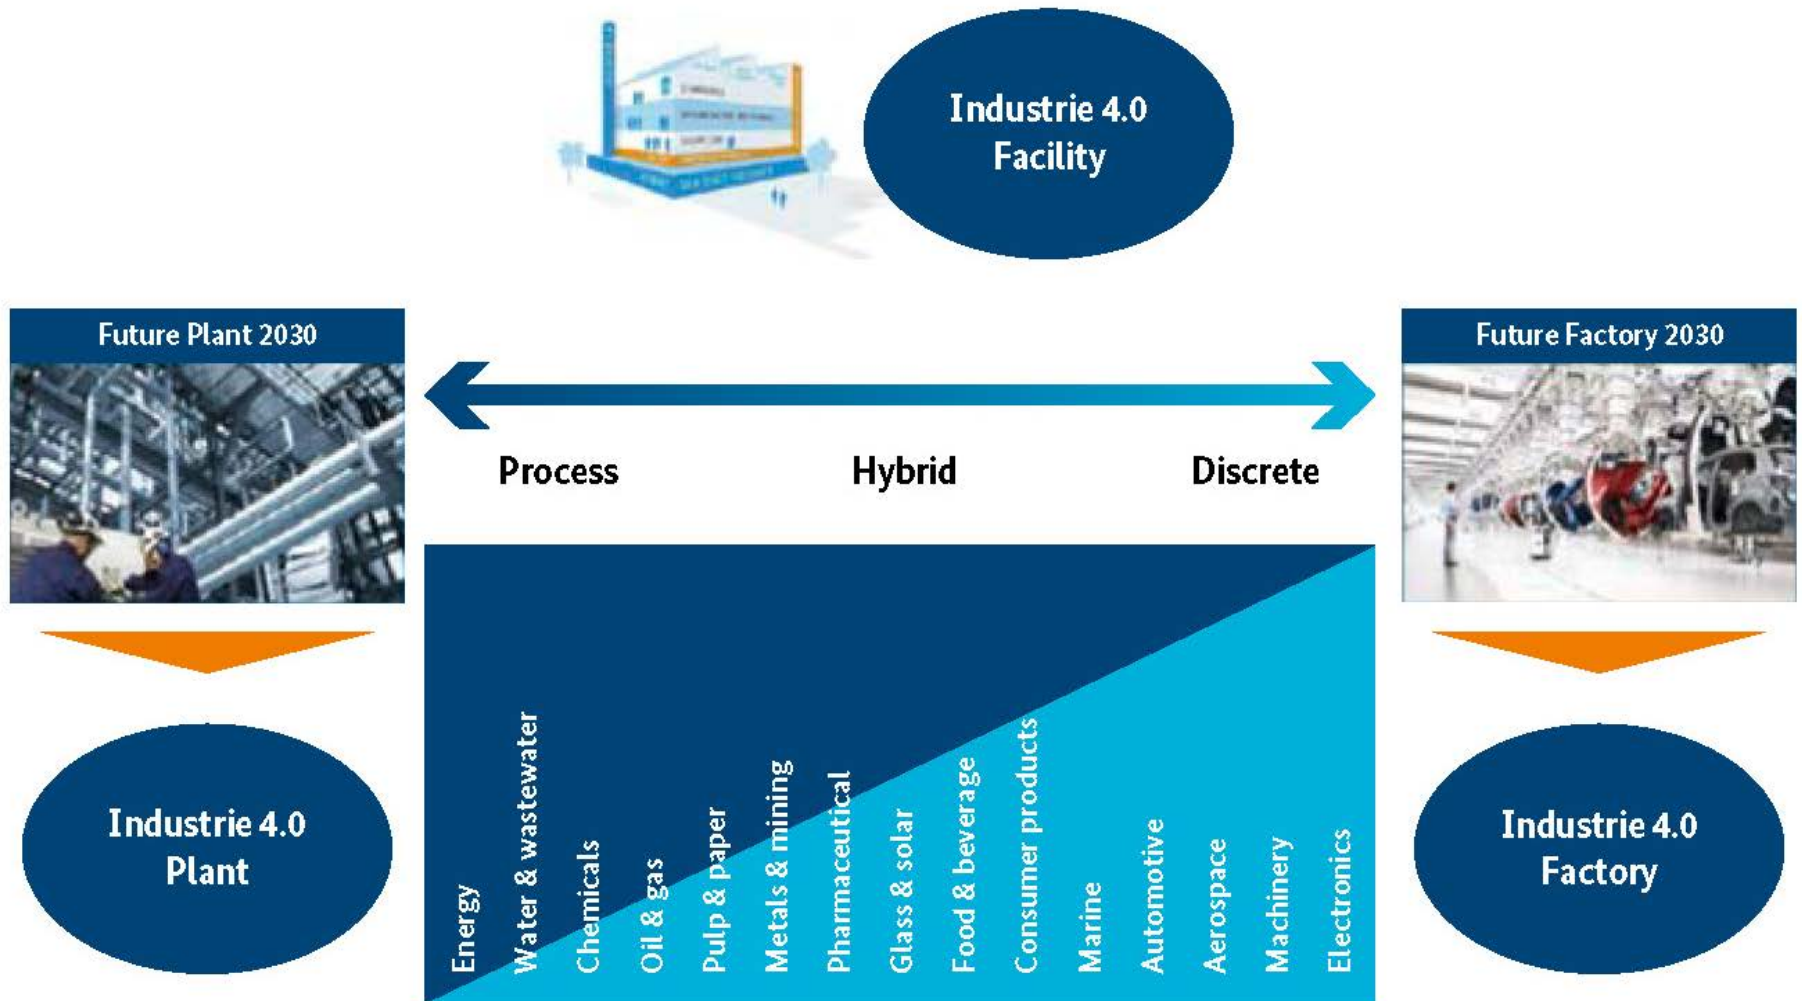 Industrie 4.0
Facility
Future Plant 2030
Future Factory 2030
Process
Hybrid
Discrete
Industrie 4.0
Plant
Energy
Water & wastewater
Chemicals
Oil & gas
Pulp & paper
Metals & mining
Pharmaceutical
Glass & solar
Food & beverage
Consumer products
Marine
Automotive
Aerospace
Machinery
Electronics
Industrie 4.0
Factory